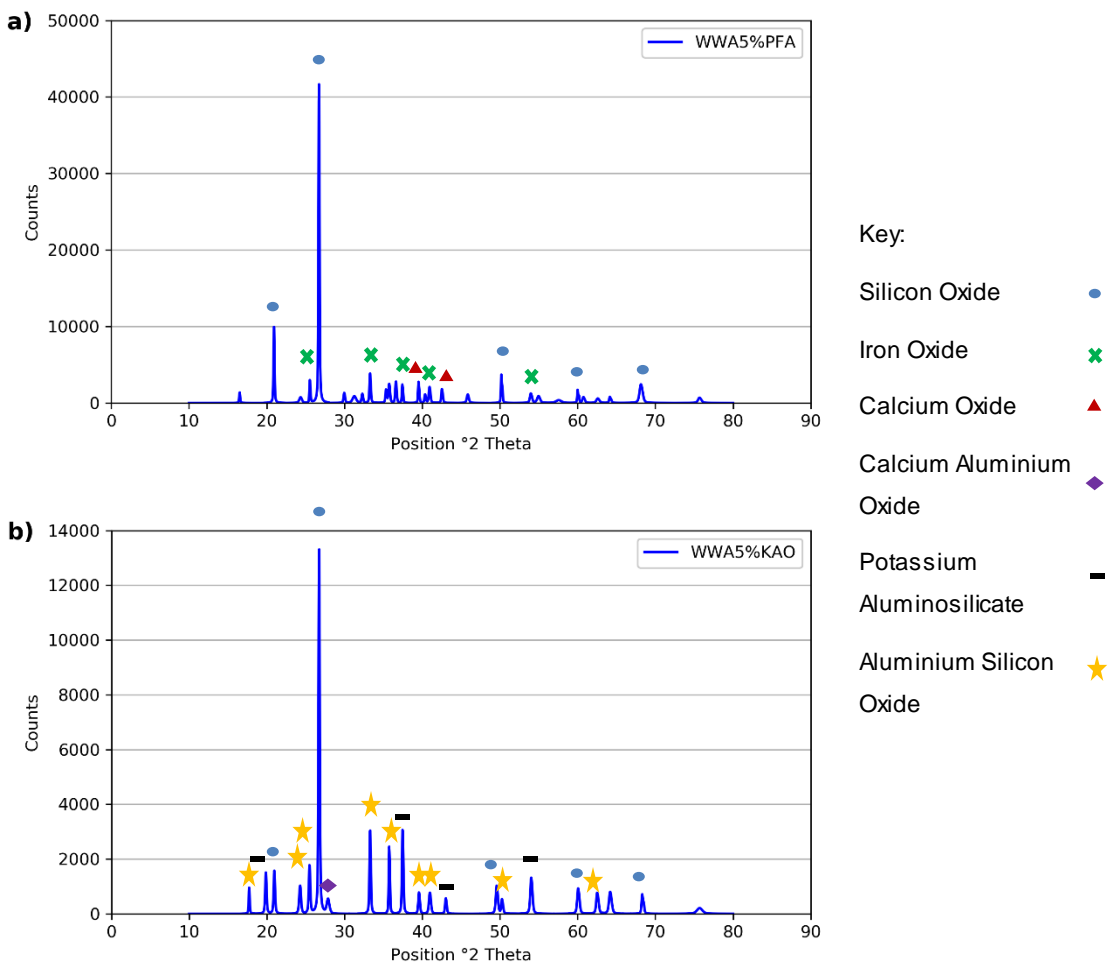 a)
50000
40000
30000
20000
10000
0
Counts
WWA5%PFA
0 10 20 30 40 50 60 70 80 90
Position °2 Theta
b)
14000
12000
10000
8000
6000
4000
2000
0
Counts
WWA5%KAO
0 10 20 30 40 50 60 70 80 90
Position °2 Theta
Key:
Silicon Oxide
Iron Oxide
Calcium Oxide
Calcium Aluminium
Oxide
Potassium
Aluminosilicate
Aluminium Silicon
Oxide